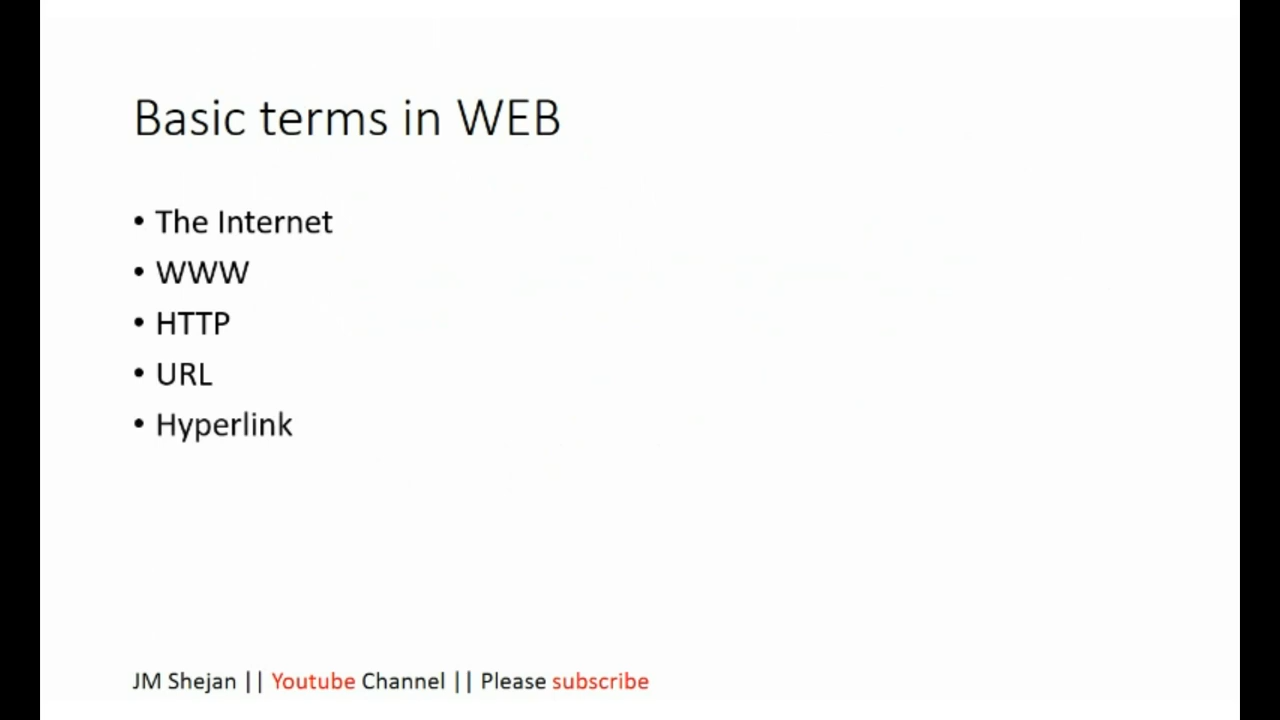 Basic terms in WEB
• The Internet
• WWW
• HTTP
• URL
• Hyperlink
JM Shejan || Youtube Channel || Please subscribe